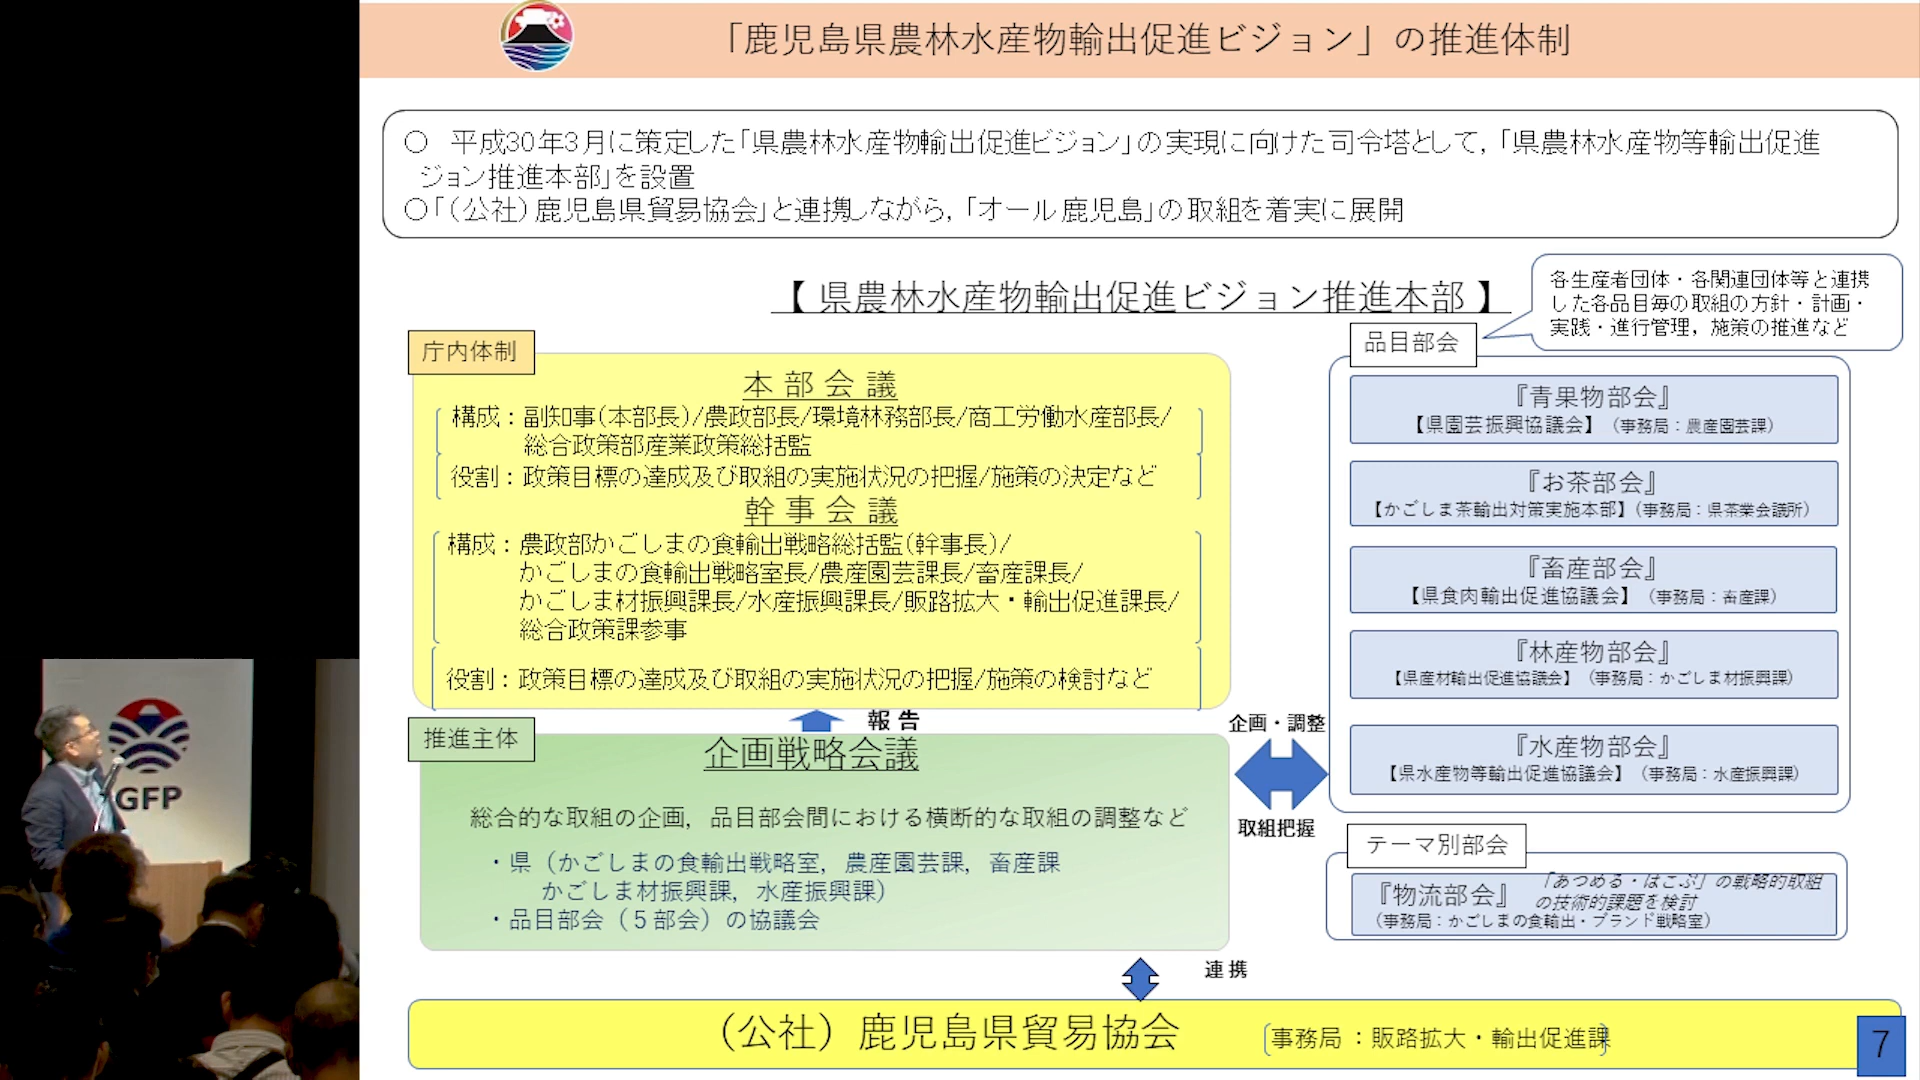 「鹿児島県農林水産物輸出促進ビジョン」の推進体制
○　平成30年3月に策定した「県農林水産物輸出促進ビジョン」の実現に向けた司令塔として，「県農林水産物等輸出促進
ジョン推進本部」を設置
○「（公社）鹿児島県貿易協会」と連携しながら，「オール鹿児島」の取組を着実に展開
【 県農林水産物輸出促進ビジョン推進本部 】
各生産者団体・各関連団体等と連携
した各品目毎の取組の方針・計画・
実践・進行管理，施策の推進など
庁内体制
本 部 会 議
構成：副知事（本部長）/農政部長/環境林務部長/商工労働水産部長/
総合政策部産業政策総括監
役割：政策目標の達成及び取組の実施状況の把握/施策の決定など
幹 事 会 議
構成：農政部かごしまの食輸出戦略総括監（幹事長）/
かごしまの食輸出戦略室長/農産園芸課長/畜産課長/
かごしま材振興課長/水産振興課長/販路拡大・輸出促進課長/
総合政策課参事
役割：政策目標の達成及び取組の実施状況の把握/施策の検討など
報 告
推進主体
企画戦略会議
総合的な取組の企画，品目部会間における横断的な取組の調整など
・県（かごしまの食輸出戦略室，農産園芸課，畜産課
かごしま材振興課，水産振興課）
・品目部会（５部会）の協議会
企画・調整
取組把握
品目部会
『青果物部会』
【県園芸振興協議会】（事務局：農産園芸課）
『お茶部会』
【かごしま茶輸出対策実施本部】（事務局：県茶業会議所）
『畜産部会』
【県食肉輸出促進協議会】（事務局：畜産課）
『林産物部会』
【県産材輸出促進協議会】（事務局：かごしま材振興課）
『水産物部会』
【県水産物等輸出促進協議会】（事務局：水産振興課）
テーマ別部会
『物流部会』 「あつめる・はこぶ」の戦略的取組
の技術的課題を検討
（事務局：かごしまの食輸出・ブランド戦略室）
連 携
（公社）鹿児島県貿易協会 〔事務局：販路拡大・輸出促進課〕
7
GFP